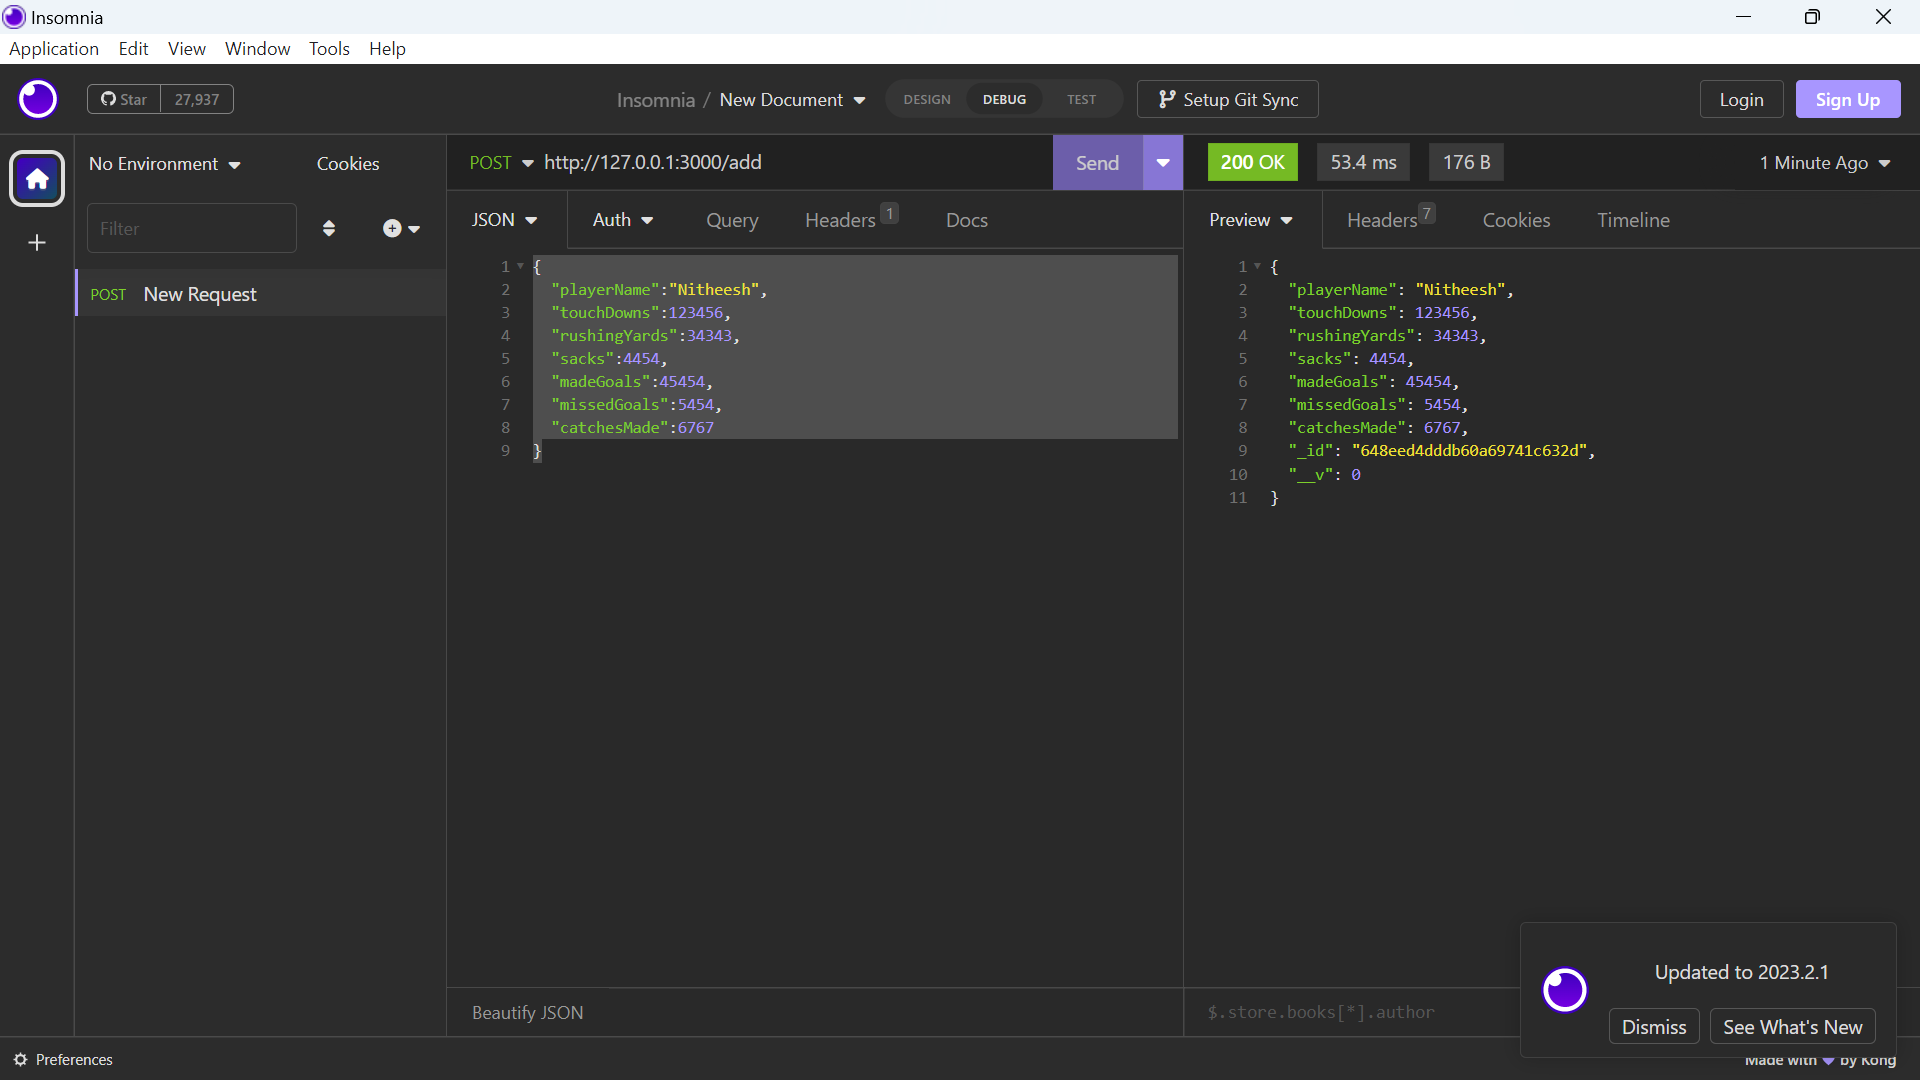 Insomnia
Application Edit View Window Tools Help
Star 27,937
Insomnia / New Document
DESIGN DEBUG TEST
Setup Git Sync
Login Sign Up
No Environment Cookies
Filter
POST New Request
POST http://127.0.0.1:3000/add Send
JSON Auth Query Headers 1 Docs
1 {
2 "playerName":"Nitheesh",
3 "touchDowns":123456,
4 "rushingYards":34343,
5 "sacks":4454,
6 "madeGoals":45454,
7 "missedGoals":5454,
8 "catchesMade":6767
9 }
Beautify JSON
200 OK 53.4 ms 176 B 1 Minute Ago
Preview Headers 7 Cookies Timeline
1 {
2 "playerName": "Nitheesh",
3 "touchDowns": 123456,
4 "rushingYards": 34343,
5 "sacks": 4454,
6 "madeGoals": 45454,
7 "missedGoals": 5454,
8 "catchesMade": 6767,
9 "_id": "648eed4dddb60a69741c632d",
10 "__v": 0
11 }
$.store.books[*].author
Updated to 2023.2.1
Dismiss See What's New
Preferences
Made with by Kong